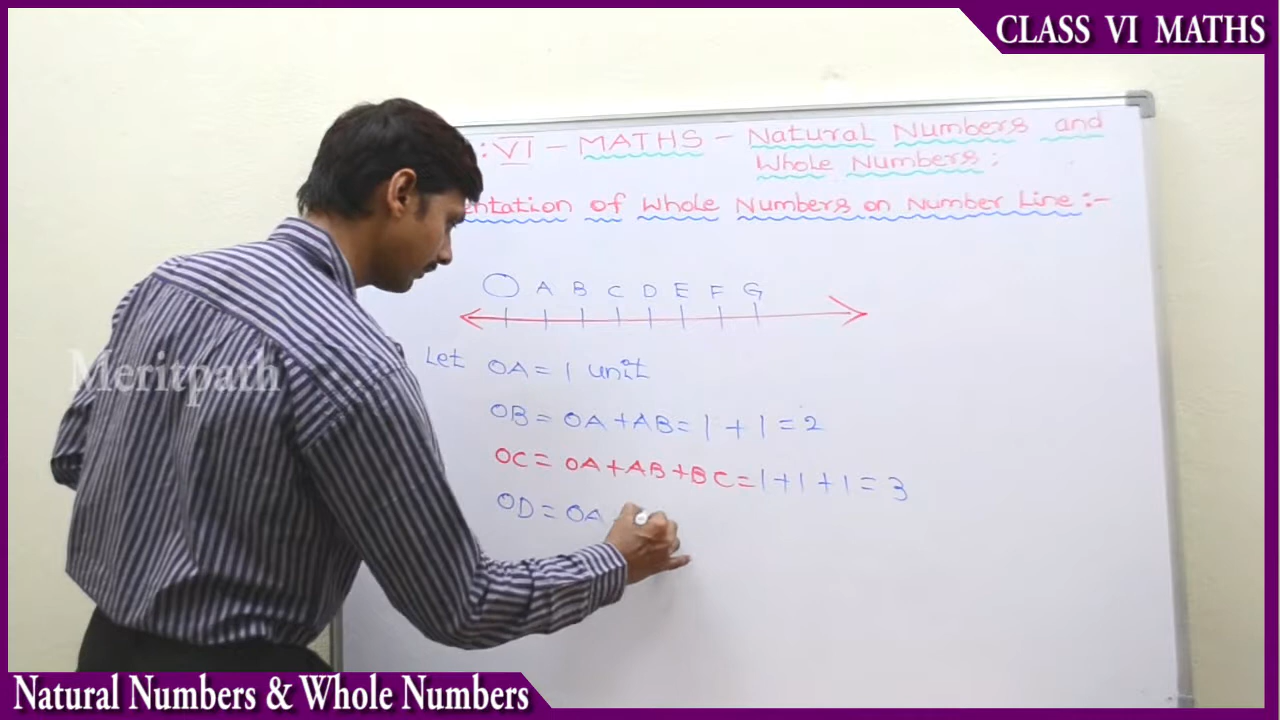 CLASS VI MATHS
: VI - MATHS - Natural Numbers and
Whole Numbers :
entation of Whole Numbers on Number Line :-
O A B C D E F G
Let OA = 1 unit
OB = OA + AB = 1 + 1 = 2
OC = OA + AB + BC = 1 + 1 + 1 = 3
OD = OA
Meritpath
Natural Numbers & Whole Numbers